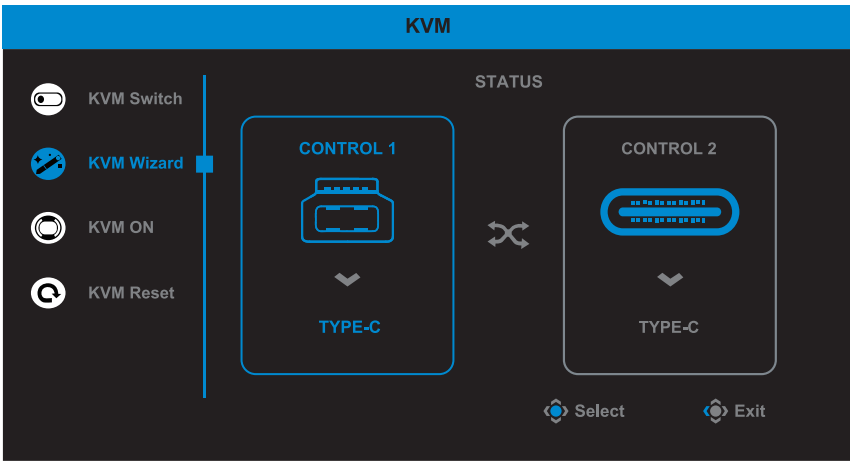 KVM
STATUS
KVM Switch
KVM Wizard
KVM ON
KVM Reset
CONTROL 1
TYPE-C
CONTROL 2
TYPE-C
Select
Exit